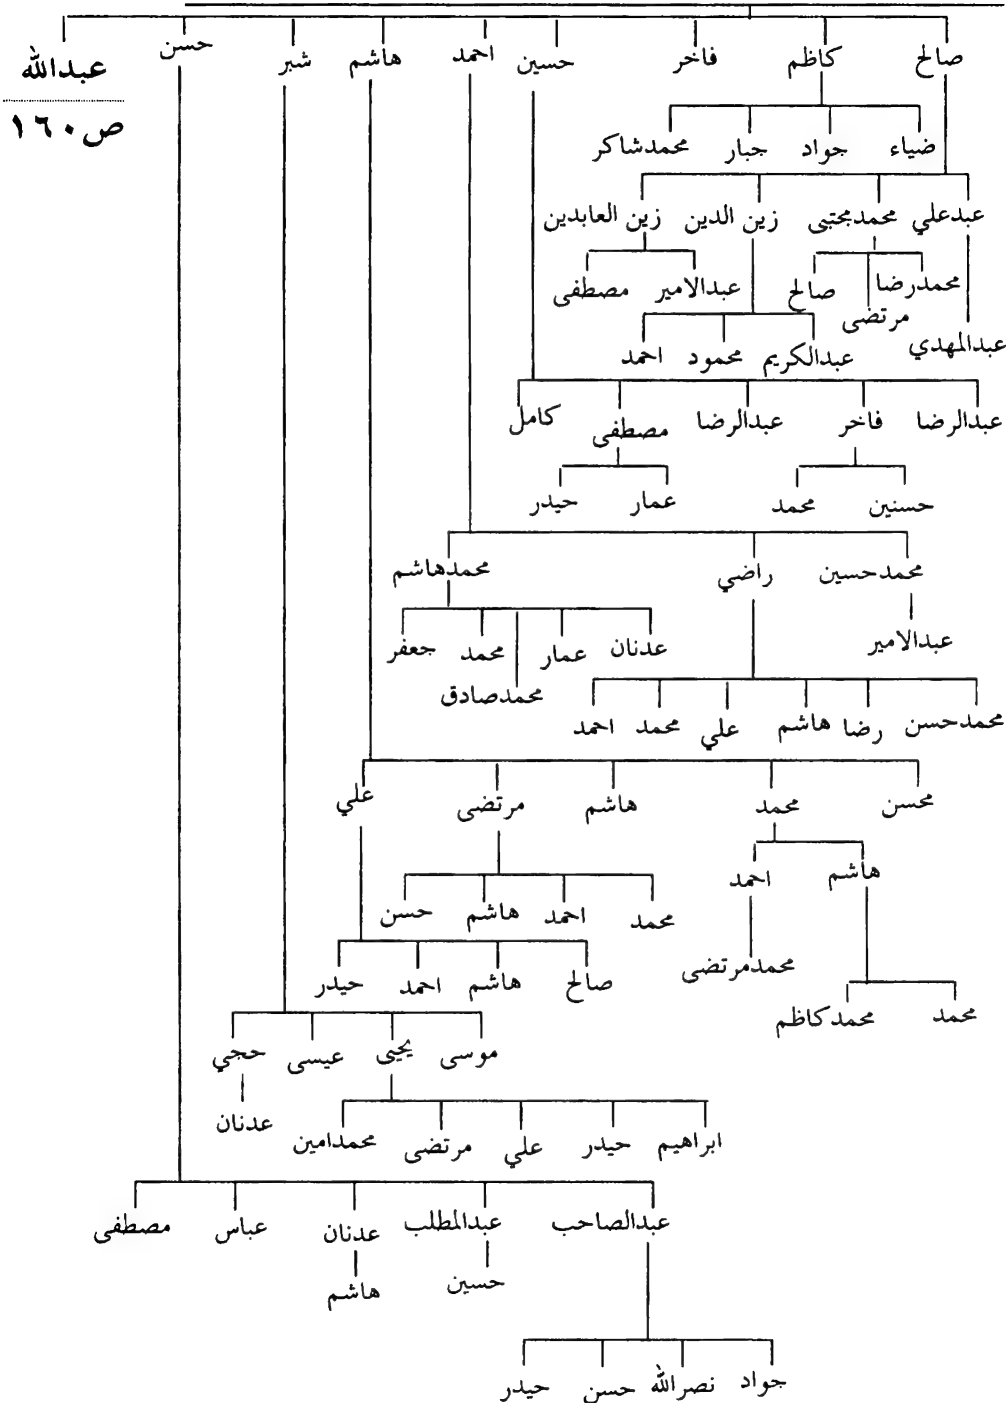 صالح كاظم فاخر حسين احمد هاشم شبر حسن عبدالله
ص١٦٠
ضياء جواد جبار محمدشاكر
عبدعلي محمدمجتبى زين الدين زين العابدين
محمدرضا مرتضى صالح عبدالامير مصطفى
عبدالمهدي
عبدالكريم محمود احمد
عبدالرضا فاخر عبدالرضا مصطفى كامل
حسنين محمد عمار حيدر
محمدحسين راضي محمدهاشم
عبدالامير
عدنان عمار محمد جعفر
محمدصادق
محمدحسن رضا هاشم علي محمد احمد
محسن محمد هاشم مرتضى علي
هاشم احمد
محمد احمد هاشم حسن
محمدمرتضى
صالح هاشم احمد حيدر
محمد محمدكاظم
موسى يحيى عيسى حجي
عدنان
ابراهيم حيدر علي مرتضى محمدامين
عبدالصاحب عبدالمطلب عدنان عباس مصطفى
حسين هاشم
جواد نصرالله حسن حيدر